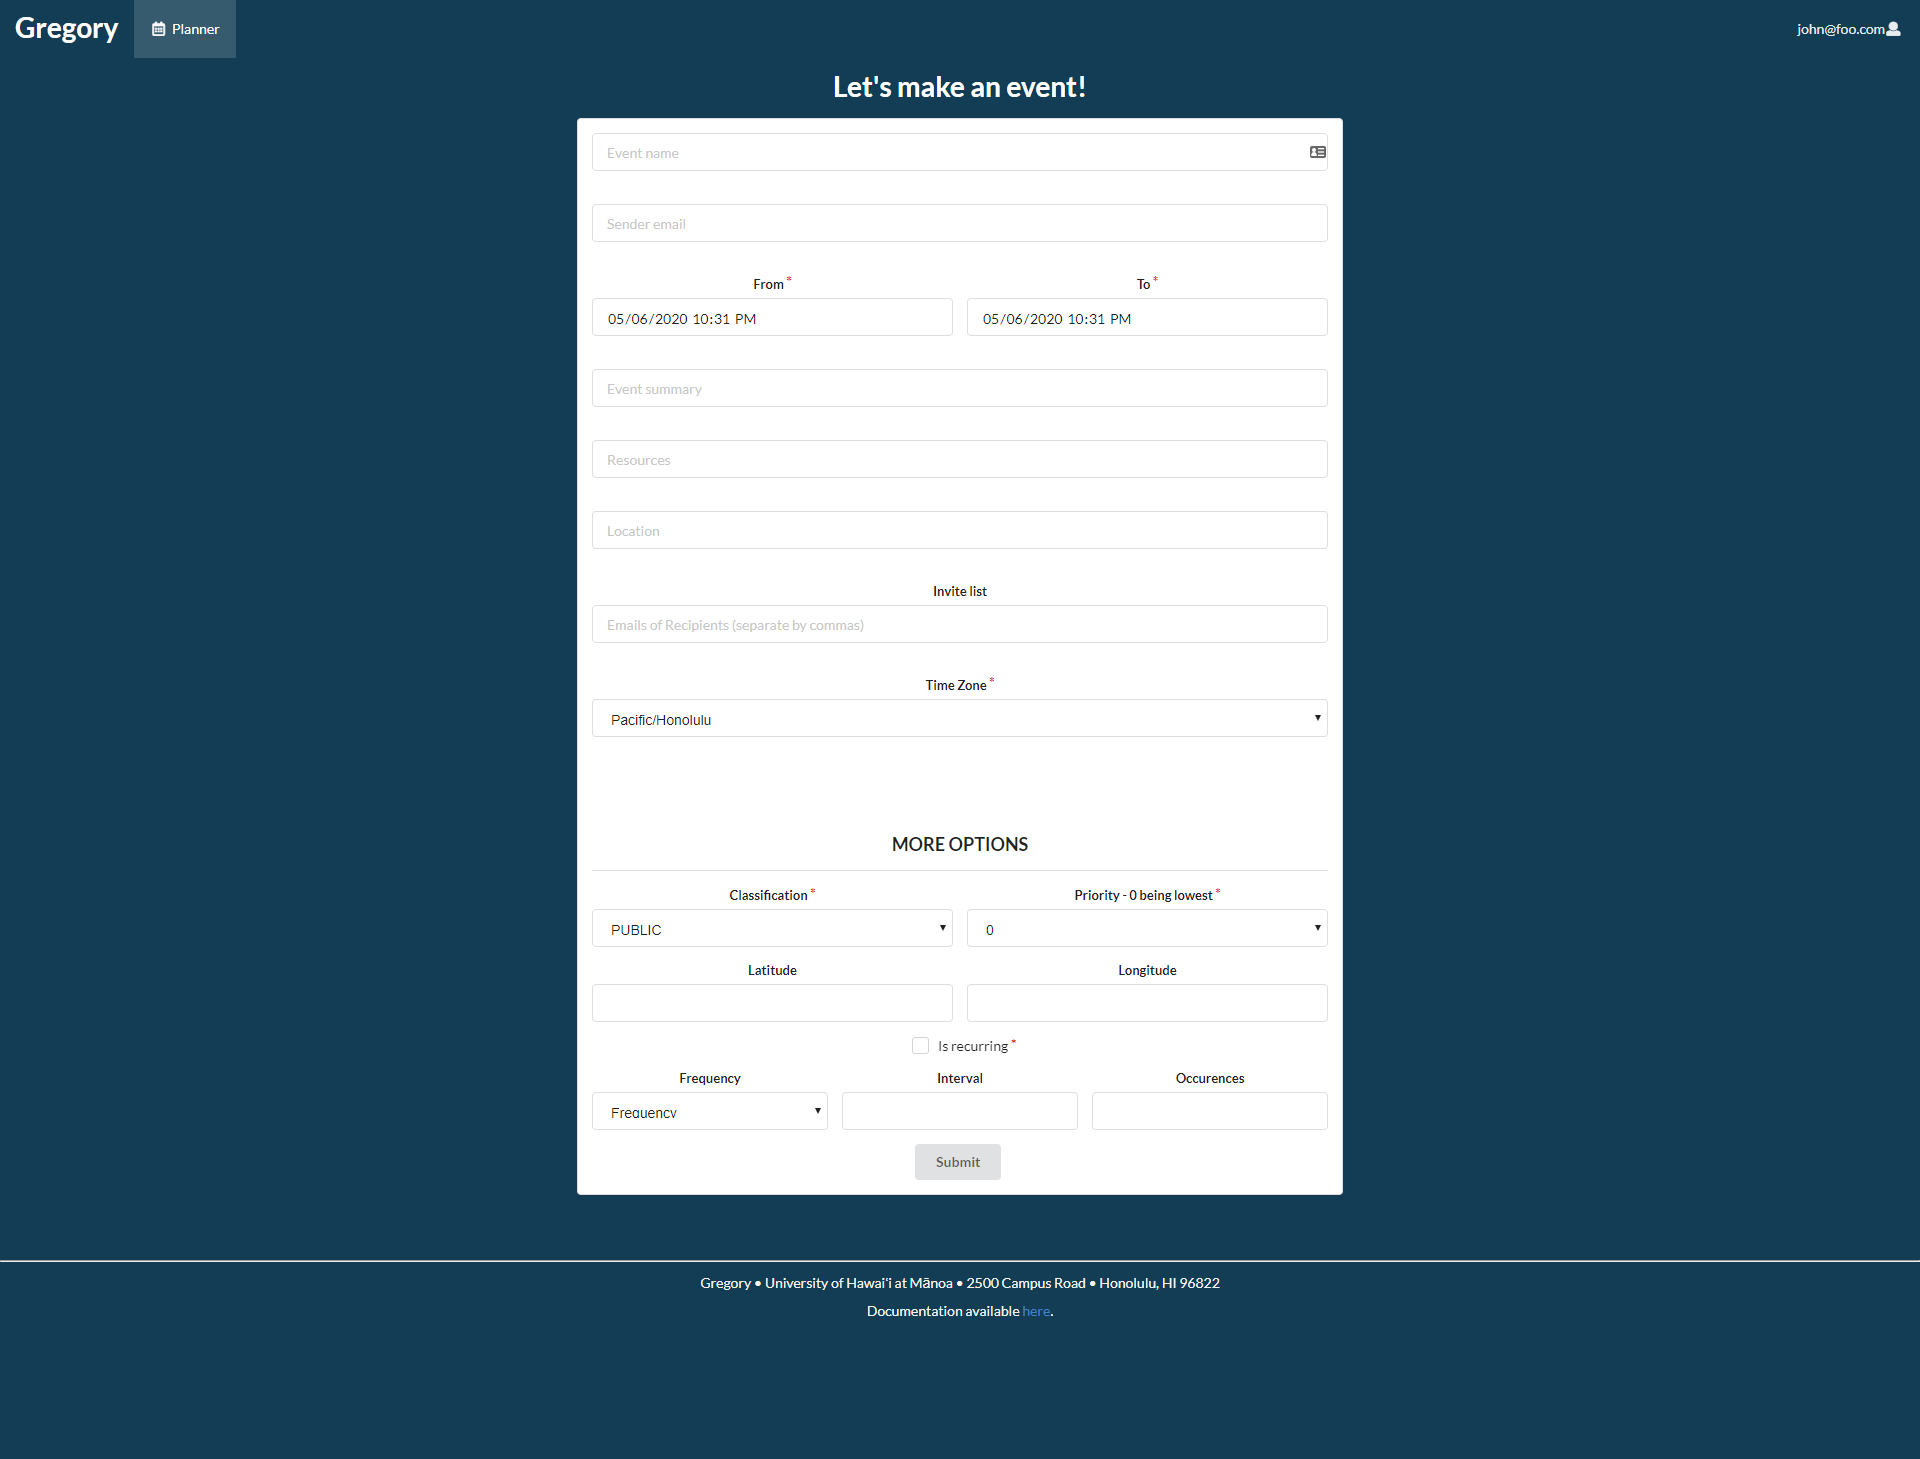 Gregory
Planner
john@foo.com
Let's make an event!
Event name
Sender email
From *
To *
05/06/2020 10:31 PM
05/06/2020 10:31 PM
Event summary
Resources
Location
Invite list
Emails of Recipients (separate by commas)
Time Zone *
Pacific/Honolulu
MORE OPTIONS
Classification *
Priority - 0 being lowest *
PUBLIC
0
Latitude
Longitude
Is recurring *
Frequency
Interval
Occurences
Frequency
Submit
Gregory • University of Hawai'i at Mānoa • 2500 Campus Road • Honolulu, HI 96822
Documentation available here.